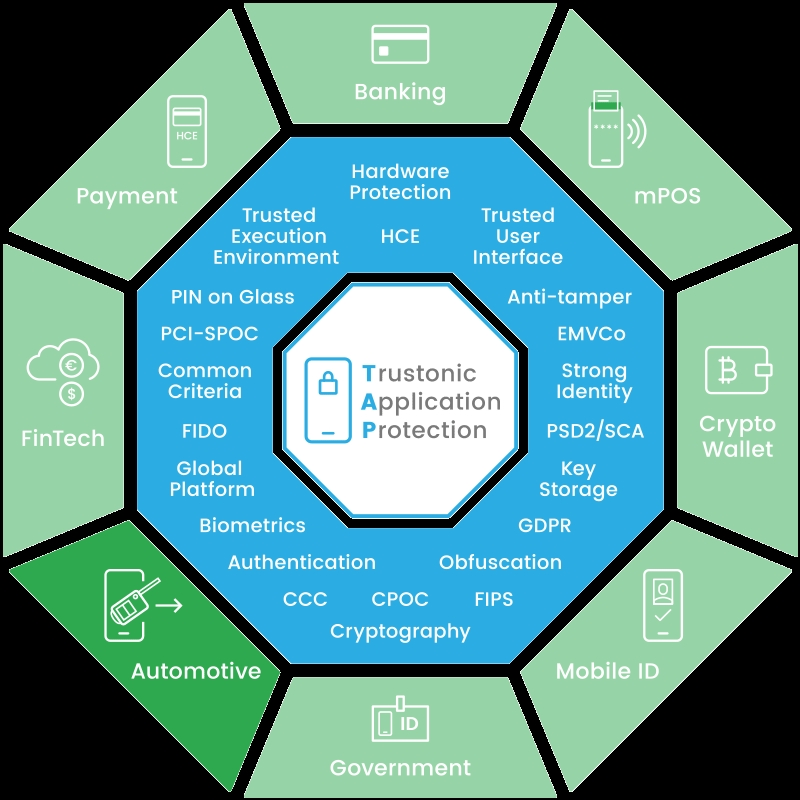 Banking
HCE
Payment
mPOS
Hardware
Protection
Trusted
Execution
Environment
HCE
Trusted
User
Interface
PIN on Glass
Anti-tamper
PCI-SPOC
EMVCo
Common
Criteria
Strong
Identity
FIDO
PSD2/SCA
Global
Platform
Key
Storage
Biometrics
GDPR
Authentication
Obfuscation
CCC
CPOC
FIPS
Cryptography
Trustonic
Application
Protection
€
$
FinTech
₿
Crypto
Wallet
Automotive
Mobile ID
ID
Government